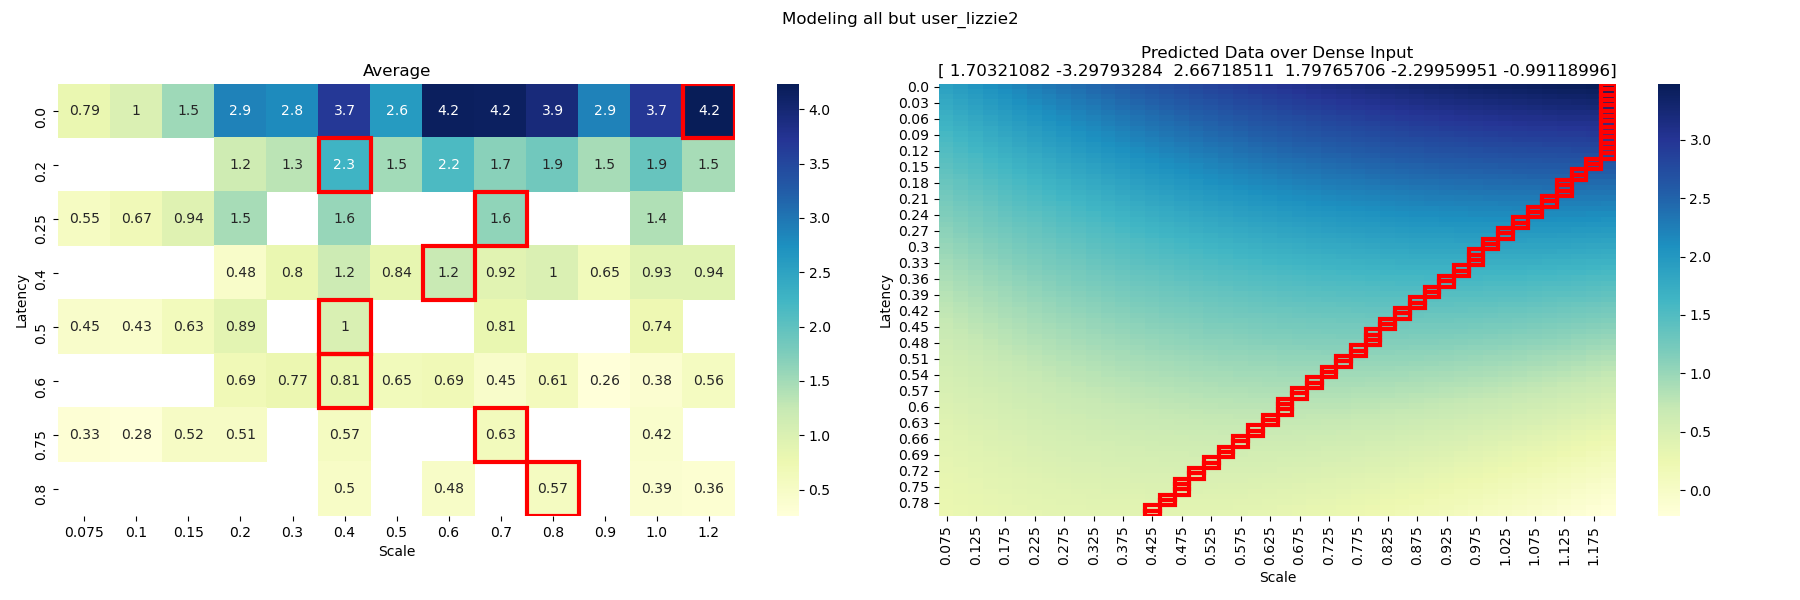 Modeling all but user_lizzie2
Average
0.0 0.79 1 1.5 2.9 2.8 3.7 2.6 4.2 4.2 3.9 2.9 3.7 4.2
0.2 1.2 1.3 2.3 1.5 2.2 1.7 1.9 1.5 1.9 1.5
0.25 0.55 0.67 0.94 1.5 1.6 1.6 1.4
0.4 0.48 0.8 1.2 0.84 1.2 0.92 1 0.65 0.93 0.94
0.5 0.45 0.43 0.63 0.89 1 0.81 0.74
0.6 0.69 0.77 0.81 0.65 0.69 0.45 0.61 0.26 0.38 0.56
0.75 0.33 0.28 0.52 0.51 0.57 0.63 0.42
0.8 0.5 0.48 0.57 0.39 0.36
Latency
0.075 0.1 0.15 0.2 0.3 0.4 0.5 0.6 0.7 0.8 0.9 1.0 1.2
Scale
4.0
3.5
3.0
2.5
2.0
1.5
1.0
0.5
Predicted Data over Dense Input
[ 1.70321082 -3.29793284 2.66718511 1.79765706 -2.29959951 -0.99118996]
0.0
0.03
0.06
0.09
0.12
0.15
0.18
0.21
0.24
0.27
0.3
0.33
0.36
0.39
0.42
0.45
0.48
0.51
0.54
0.57
0.6
0.63
0.66
0.69
0.72
0.75
0.78
Latency
0.075 0.125 0.175 0.225 0.275 0.325 0.375 0.425 0.475 0.525 0.575 0.625 0.675 0.725 0.775 0.825 0.875 0.925 0.975 1.025 1.075 1.125 1.175
Scale
3.0
2.5
2.0
1.5
1.0
0.5
0.0